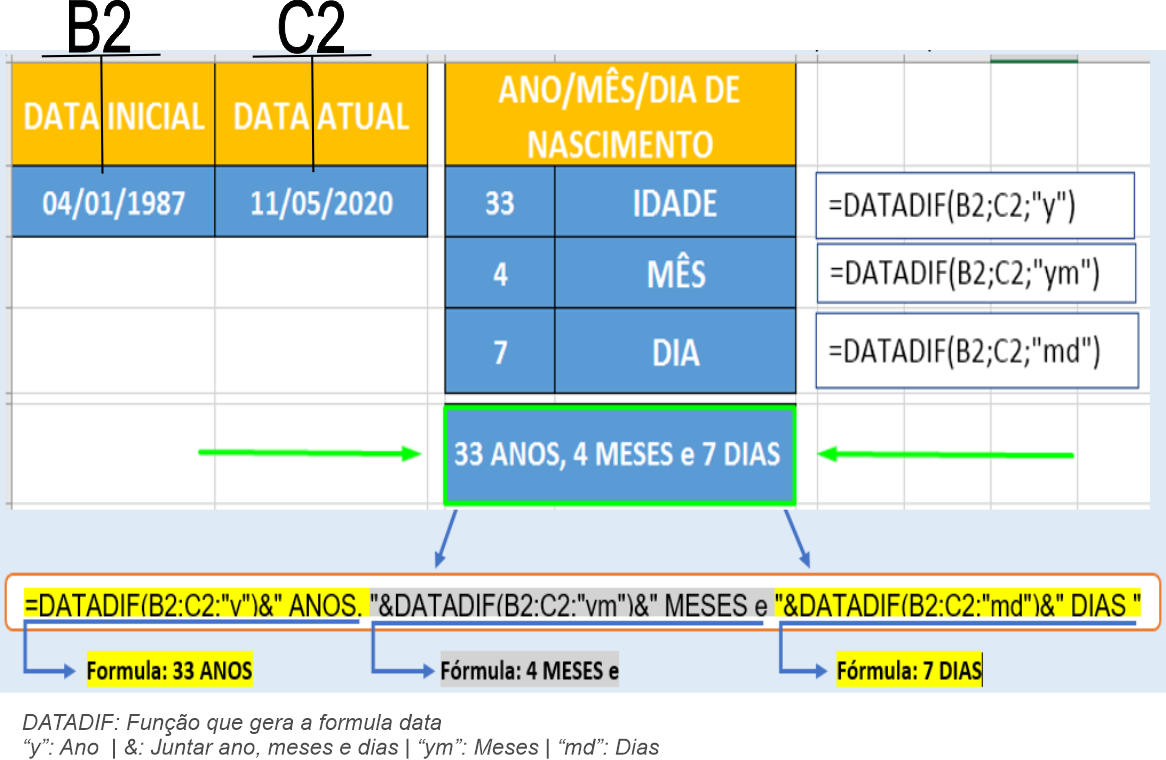 B2 C2
DATA INICIAL DATA ATUAL
ANO/MÊS/DIA DE
NASCIMENTO
04/01/1987 11/05/2020 33 IDADE =DATADIF(B2;C2;"y")
4 MÊS =DATADIF(B2;C2;"ym")
7 DIA =DATADIF(B2;C2;"md")
33 ANOS, 4 MESES e 7 DIAS
=DATADIF(B2;C2;"y")&" ANOS, "&DATADIF(B2;C2;"ym")&" MESES e "&DATADIF(B2;C2;"md")&" DIAS "
Formula: 33 ANOS Fórmula: 4 MESES e Fórmula: 7 DIAS
DATADIF: Função que gera a formula data
“y”: Ano | &: Juntar ano, meses e dias | “ym”: Meses | “md”: Dias